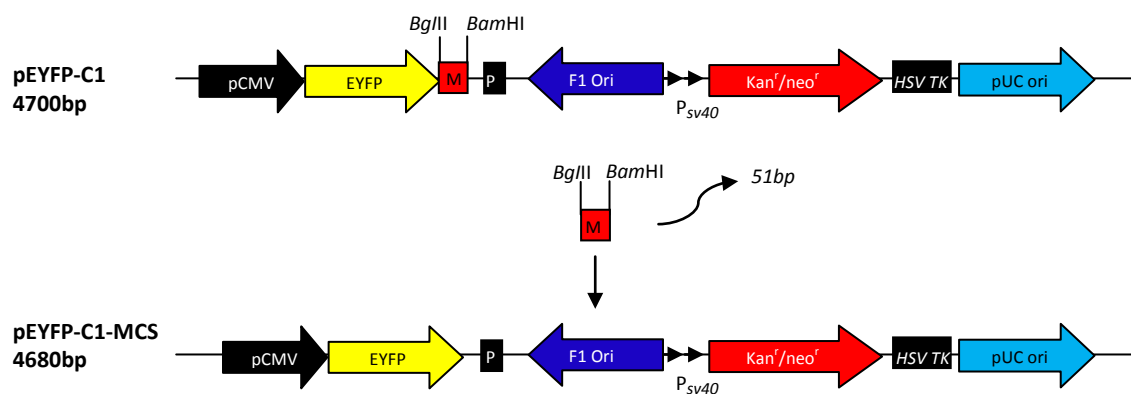 BglII BamHI
pEYFP-C1
4700bp
pCMV EYFP M P F1 Ori Kanʳ/neoʳ HSV TK pUC ori
Psv40
BglII BamHI 51bp
M
pEYFP-C1-MCS
4680bp
pCMV EYFP P F1 Ori Kanʳ/neoʳ HSV TK pUC ori
Psv40